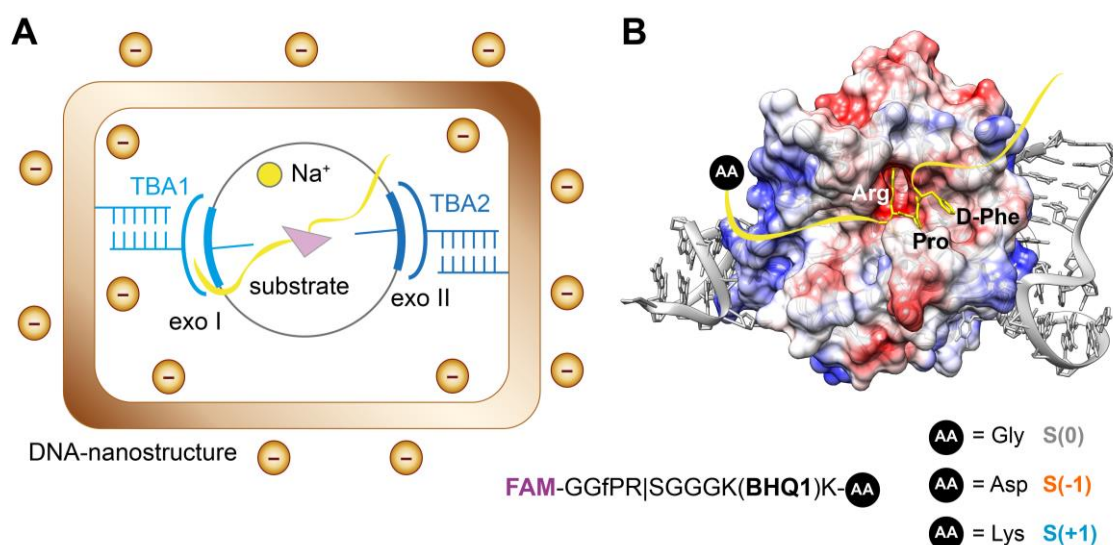 A
TBA1
Na⁺
TBA2
substrate
exo I
exo II
DNA-nanostructure
B
AA
Arg
D-Phe
Pro
FAM-GGfPR|SGGGK(BHQ1)K-AA
AA = Gly S(0)
AA = Asp S(-1)
AA = Lys S(+1)